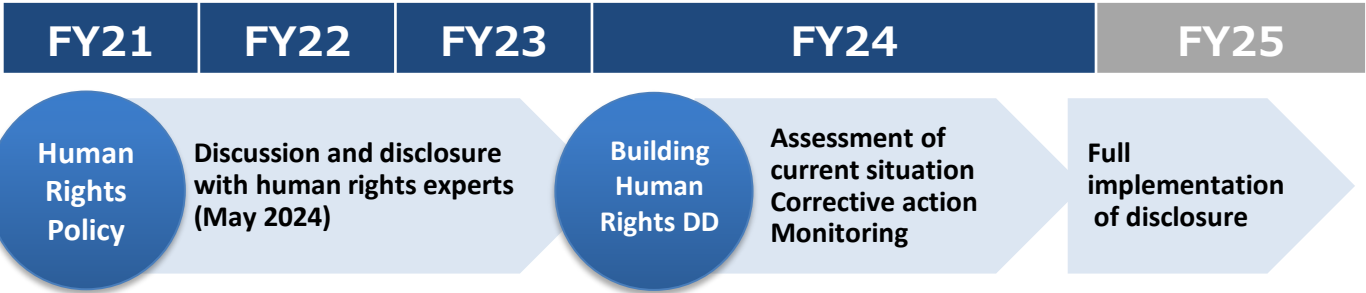 FY21 FY22 FY23 FY24 FY25
Human
Rights
Policy
Discussion and disclosure
with human rights experts
(May 2024)
Building
Human
Rights DD
Assessment of
current situation
Corrective action
Monitoring
Full
implementation
of disclosure